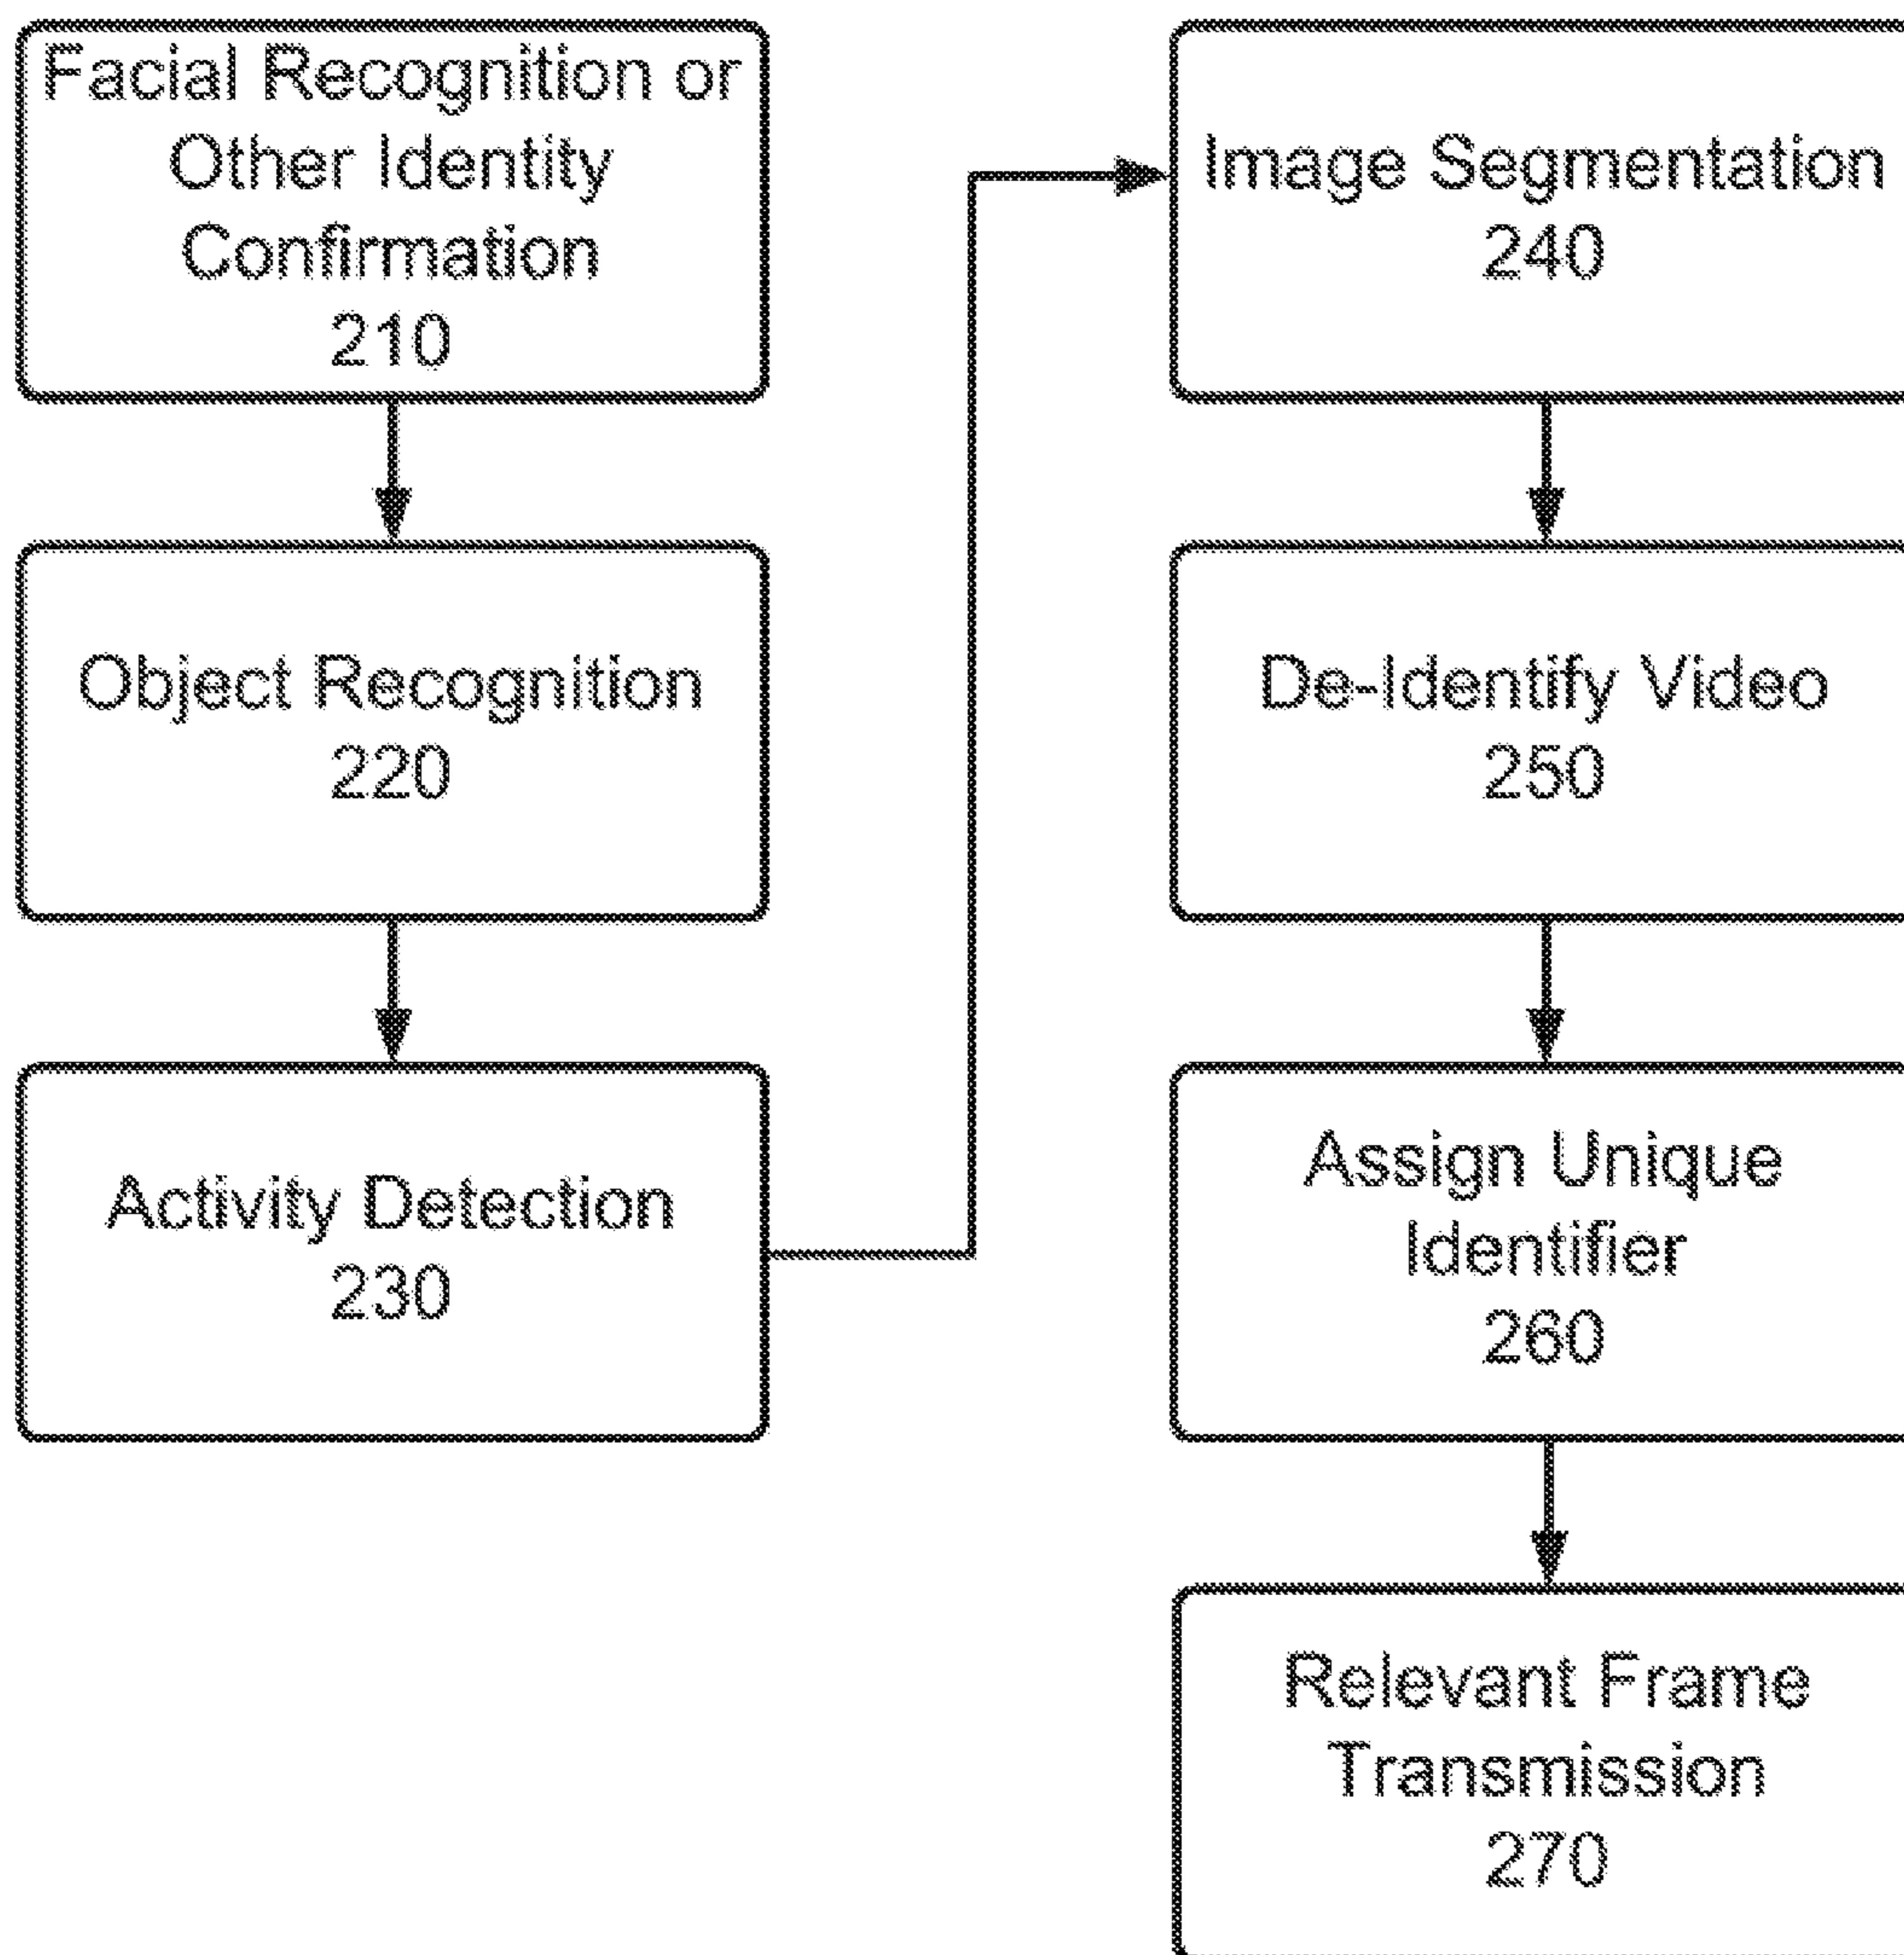 Facial Recognition or
Other Identity
Confirmation
210
Object Recognition
220
Activity Detection
230
Image Segmentation
240
De-Identify Video
250
Assign Unique
Identifier
260
Relevant Frame
Transmission
270